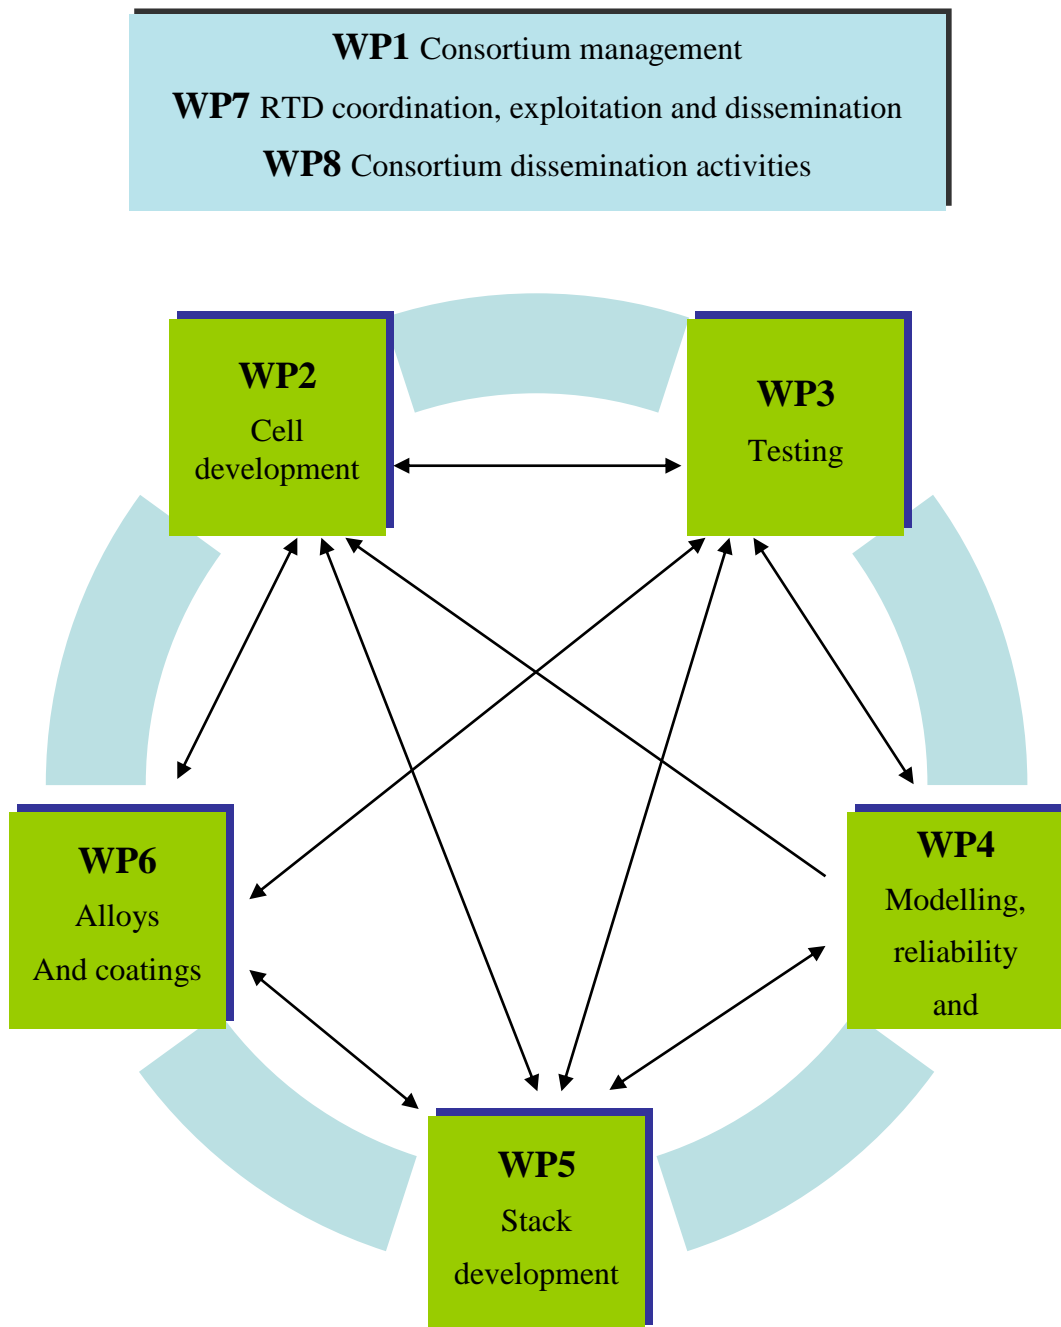 WP1 Consortium management
WP7 RTD coordination, exploitation and dissemination
WP8 Consortium dissemination activities
WP2
Cell
development
WP3
Testing
WP6
Alloys
And coatings
WP4
Modelling,
reliability
and
WP5
Stack
development